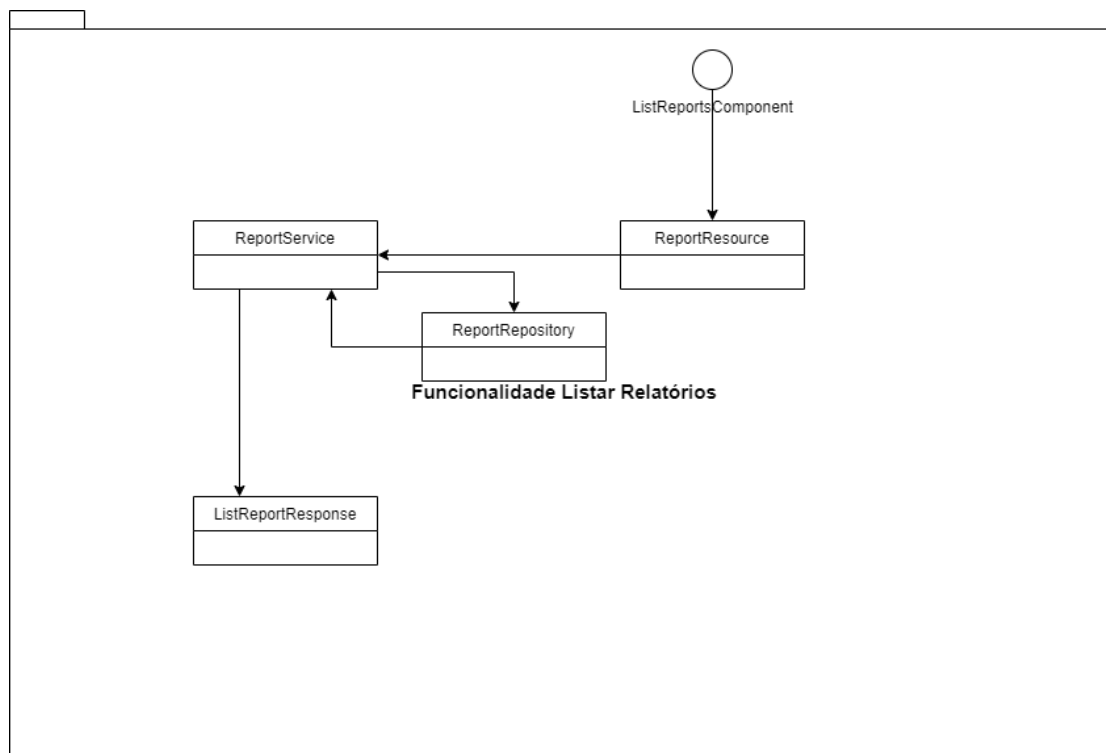 ListReportsComponent
ReportService
ReportResource
ReportRepository
Funcionalidade Listar Relatórios
ListReportResponse